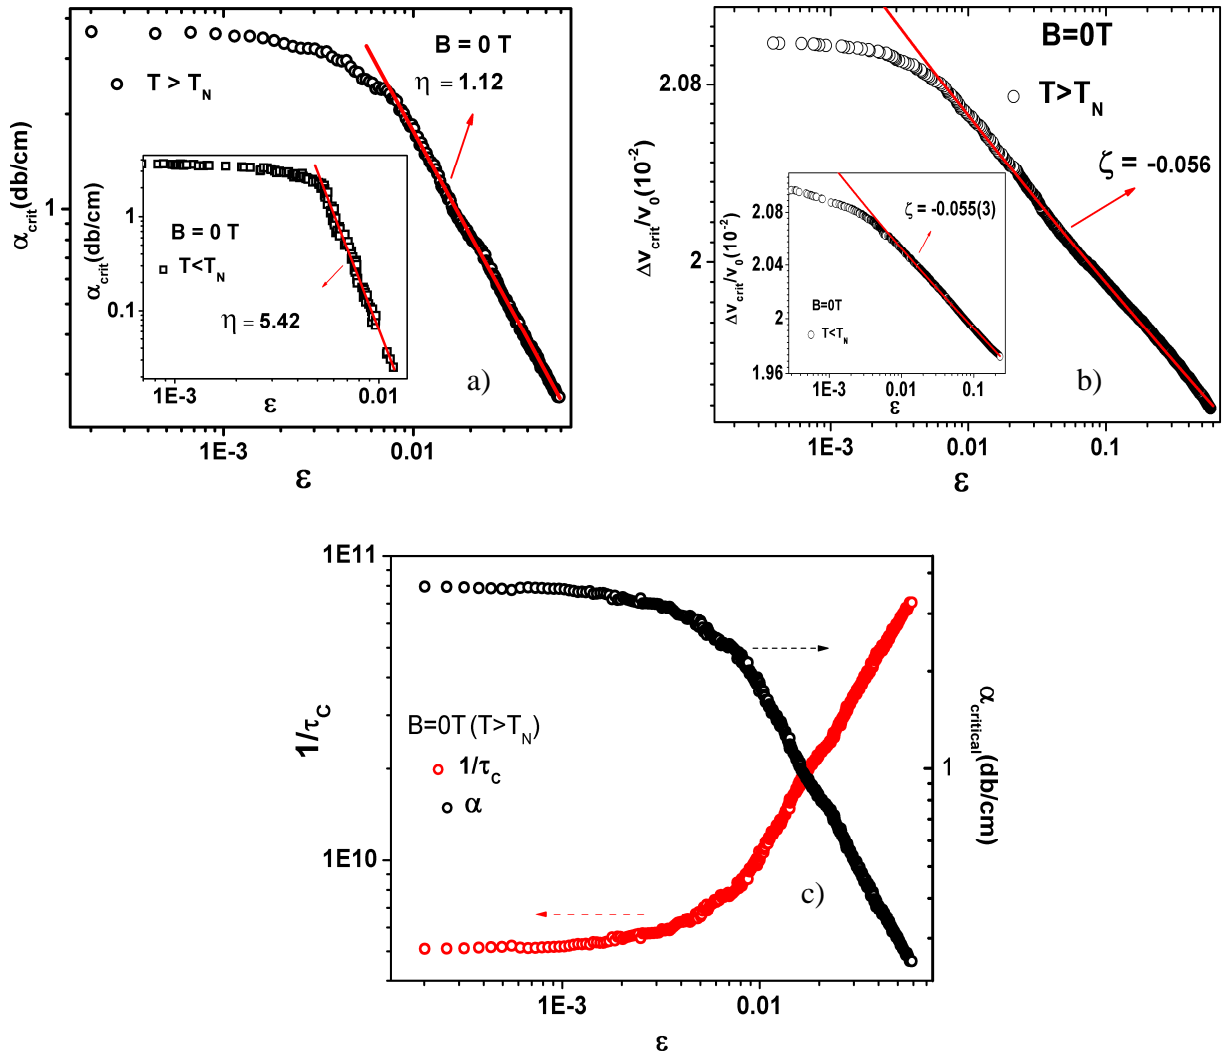 α_crit(db/cm)
1
B = 0 T
T > T_N
η = 1.12
α_crit(db/cm)
1
0.1
B = 0 T
T<T_N
η = 5.42
1E-3
0.01
ε
a)
1E-3
0.01
ε
Δv_crit/v_0(10^-2)
2.08
2
B=0T
T>T_N
ζ = -0.056
Δv_crit/v_0(10^-2)
2.08
2.04
2
1.96
ζ = -0.055(3)
B=0T
T<T_N
1E-3
0.01
0.1
ε
b)
1E-3
0.01
0.1
ε
1/τ_C
1E11
1E10
B=0T (T>T_N)
1/τ_C
α
c)
1
α_critical(db/cm)
1E-3
0.01
ε